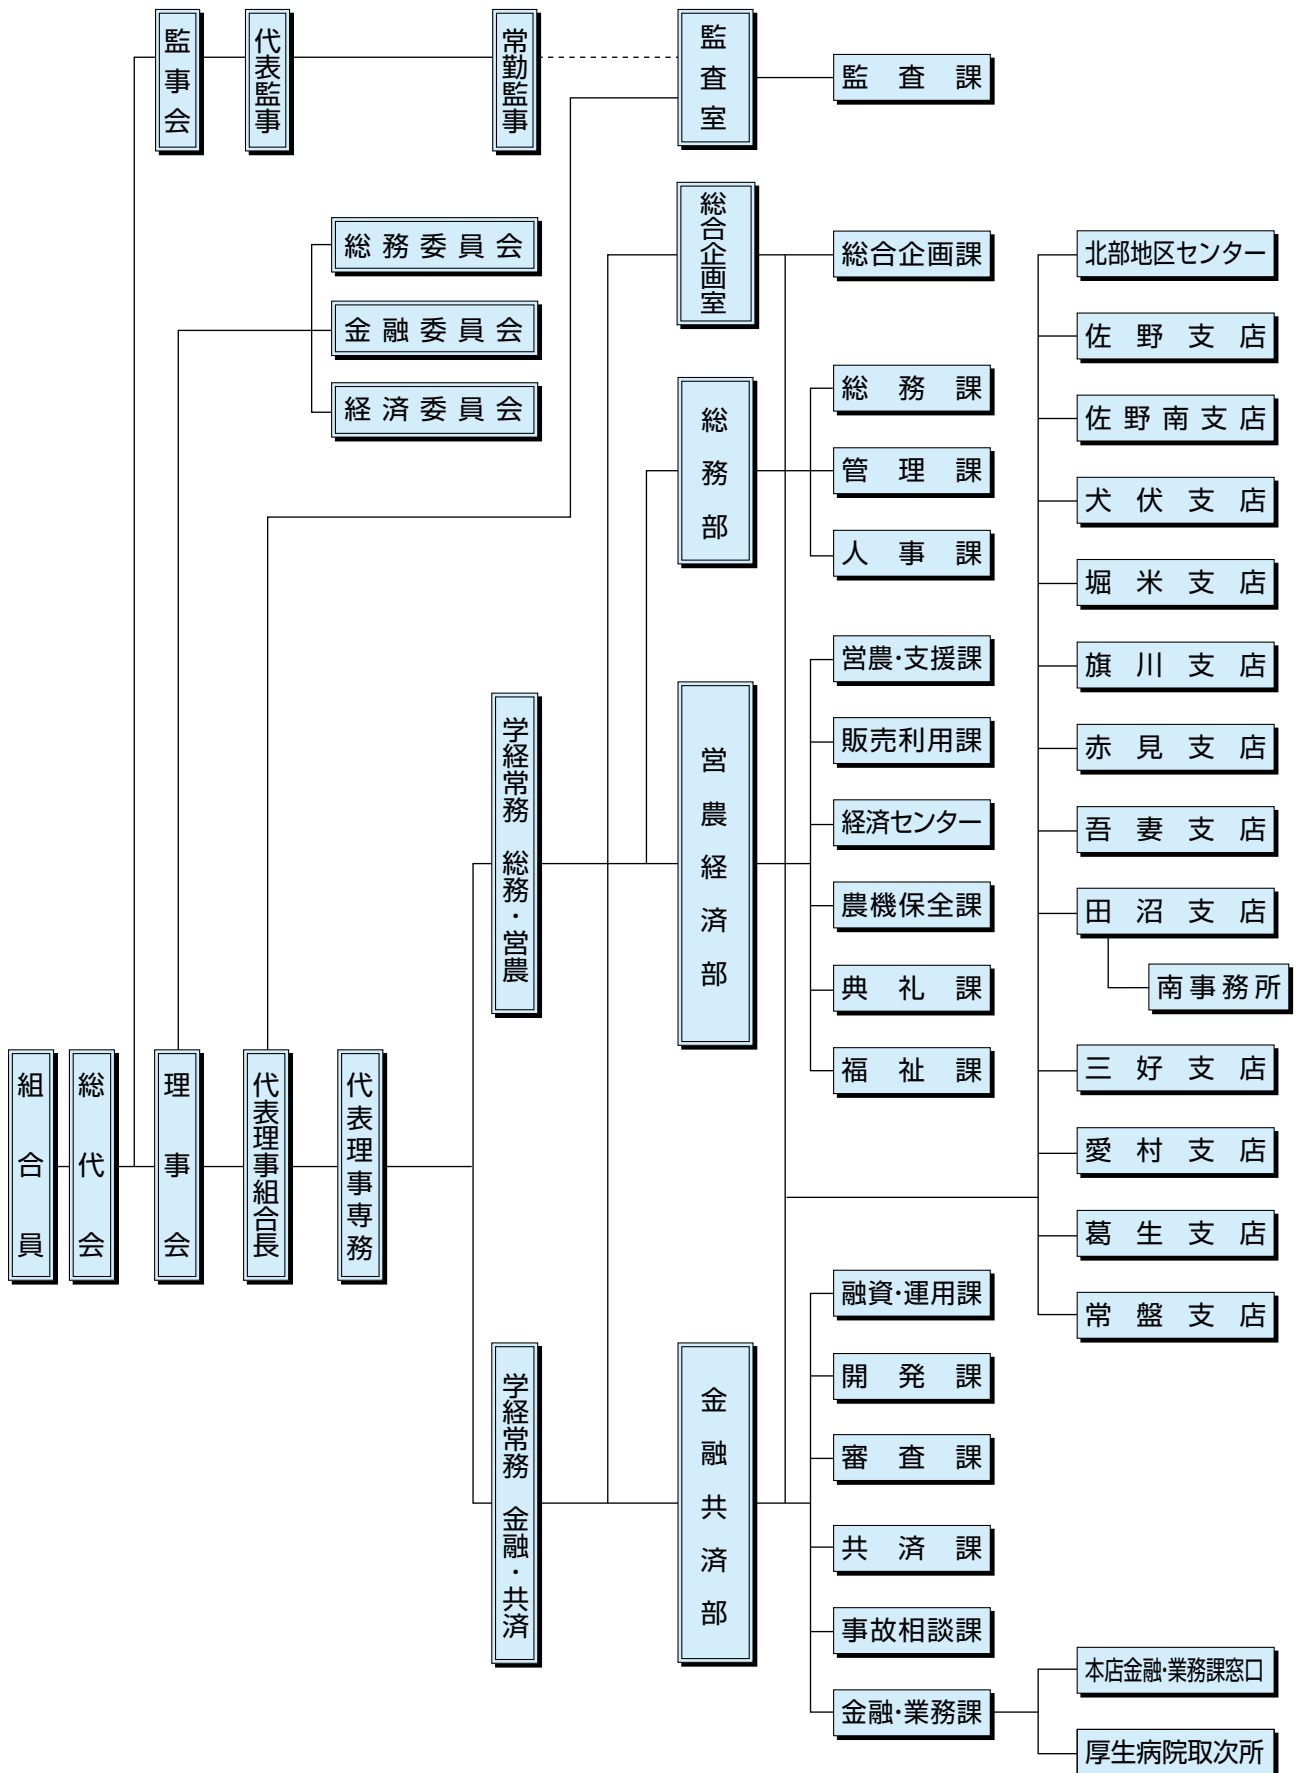 監事会
代表監事
常勤監事
監査室
監査課
総務委員会
金融委員会
経済委員会
総合企画室
総合企画課
総務部
総務課
管理課
人事課
組合員
総代会
理事会
代表理事組合長
代表理事専務
学経常務 総務・営農
営農経済部
営農・支援課
販売利用課
経済センター
農機保全課
典礼課
福祉課
学経常務 金融・共済
金融共済部
融資・運用課
開発課
審査課
共済課
事故相談課
金融・業務課
北部地区センター
佐野支店
佐野南支店
犬伏支店
堀米支店
旗川支店
赤見支店
吾妻支店
田沼支店
南事務所
三好支店
愛村支店
葛生支店
常盤支店
本店金融・業務課窓口
厚生病院取次所